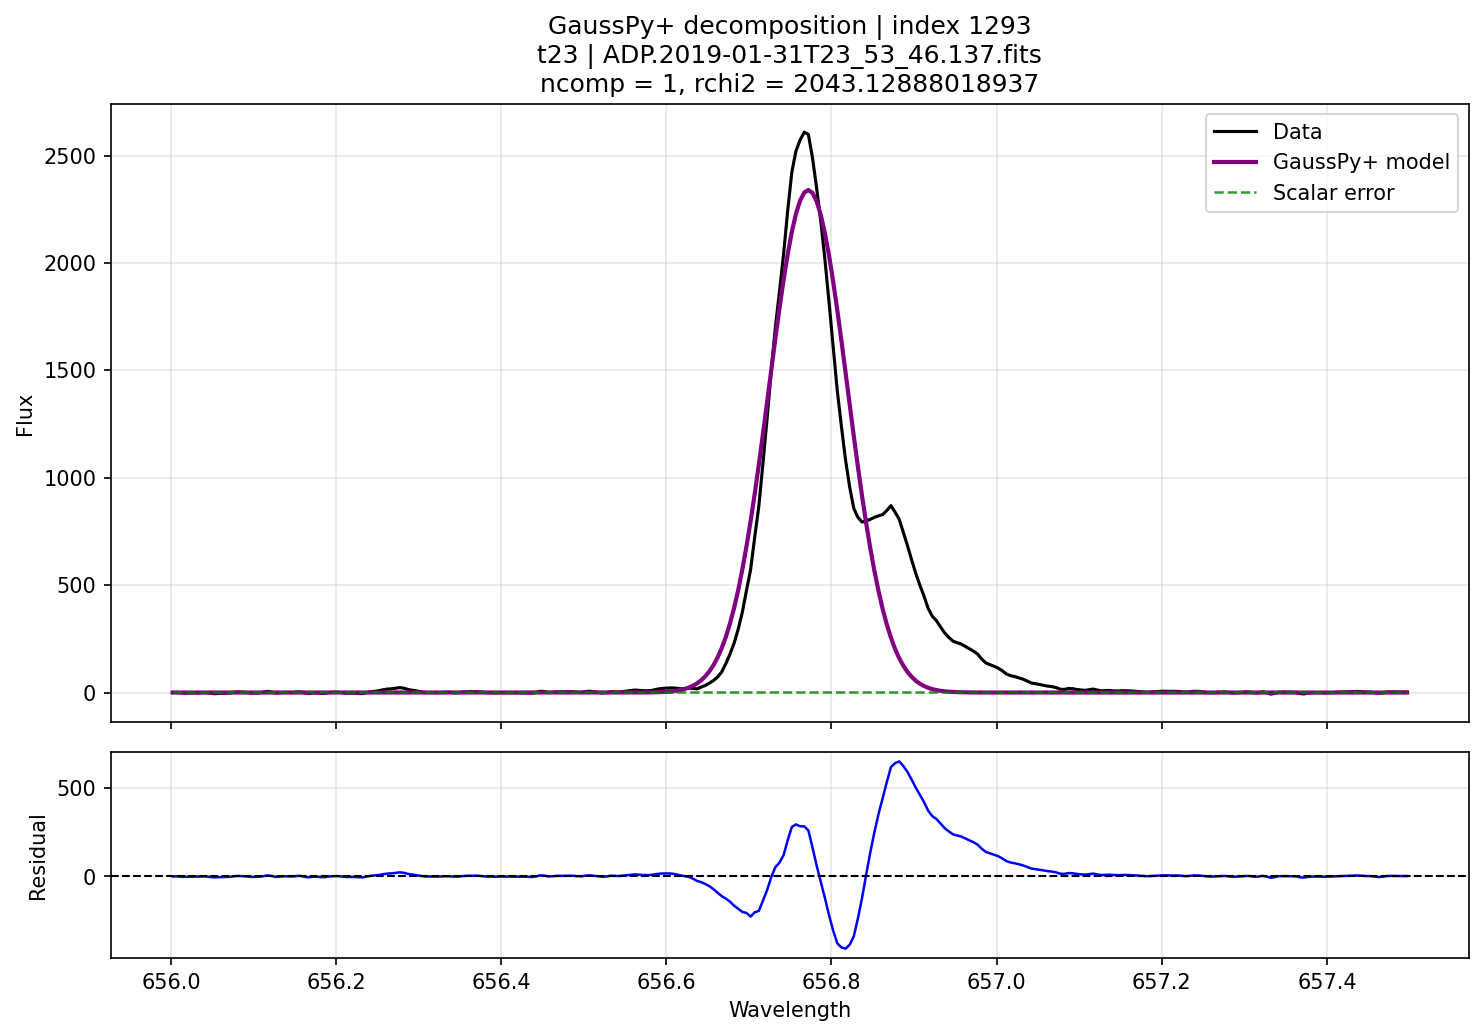 GaussPy+ decomposition | index 1293
t23 | ADP.2019-01-31T23_53_46.137.fits
ncomp = 1, rchi2 = 2043.12888018937
Data
GaussPy+ model
Scalar error
Flux
2500
2000
1500
1000
500
0
Residual
500
0
656.0 656.2 656.4 656.6 656.8 657.0 657.2 657.4
Wavelength